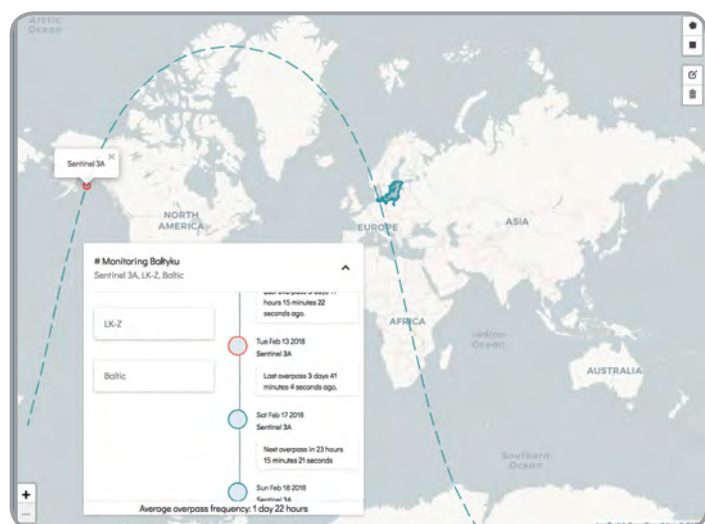 Arctic
Ocean
Sentinel 3A
NORTH
AMERICA
EUROPE
ASIA
AFRICA
Indian
Ocean
AUSTRALIA
Southern
Ocean
# Monitoring Bałtyku
Sentinel 3A, LK-Z, Baltic
LK-Z
Baltic
hours 15 minutes 22
seconds ago.
Tue Feb 13 2018
Sentinel 3A
Last overpass 3 days 41
minutes 4 seconds ago.
Sat Feb 17 2018
Sentinel 3A
Next overpass in 23 hours
15 minutes 21 seconds
Sun Feb 18 2018
Sentinel 3A
Average overpass frequency: 1 day 22 hours
+
−